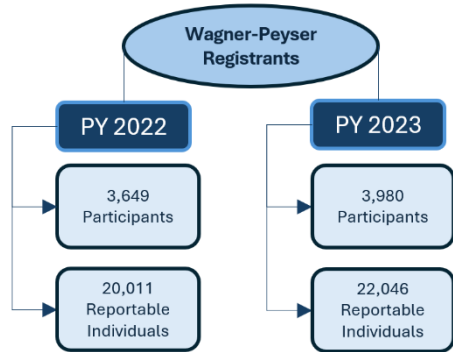 Wagner-Peyser
Registrants
PY 2022
PY 2023
3,649
Participants
3,980
Participants
20,011
Reportable
Individuals
22,046
Reportable
Individuals